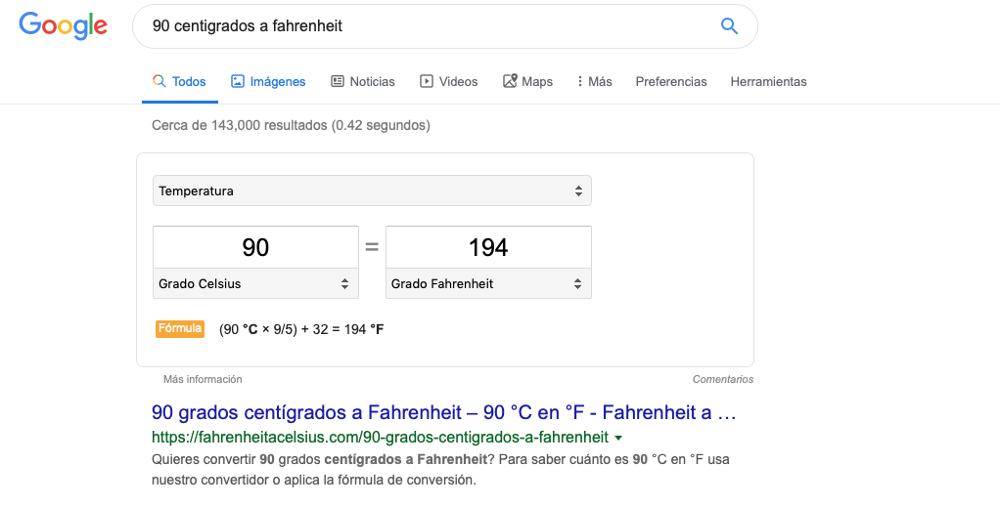 Google 90 centigrados a fahrenheit
Todos Imágenes Noticias Videos Maps Más Preferencias Herramientas
Cerca de 143,000 resultados (0.42 segundos)
Temperatura
90 = 194
Grado Celsius Grado Fahrenheit
Fórmula (90 °C × 9/5) + 32 = 194 °F
Más información Comentarios
90 grados centígrados a Fahrenheit – 90 °C en °F - Fahrenheit a ...
https://fahrenheitacelsius.com/90-grados-centigrados-a-fahrenheit
Quieres convertir 90 grados centígrados a Fahrenheit? Para saber cuánto es 90 °C en °F usa
nuestro convertidor o aplica la fórmula de conversión.